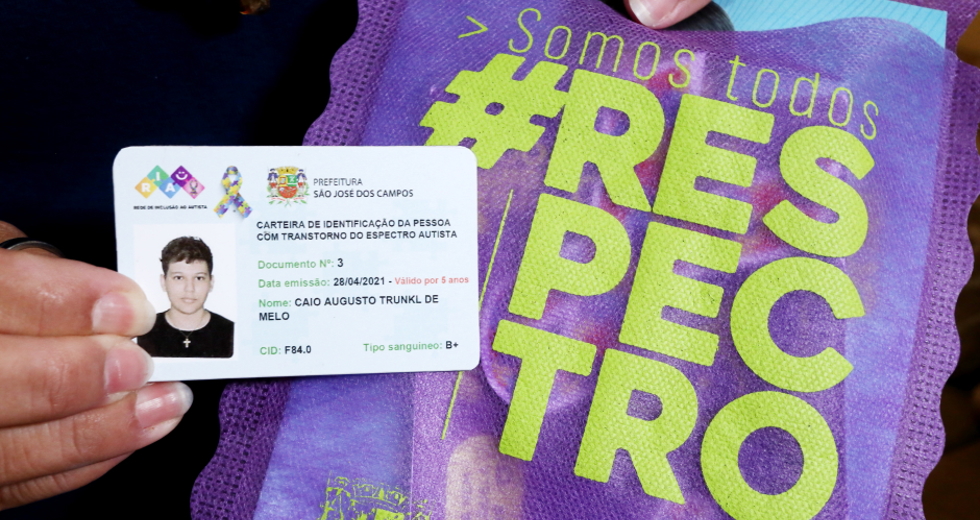 > Somos todos
#RES
PEC
TRO
RIA
REDE DE INCLUSÃO AO AUTISTA
PREFEITURA
SÃO JOSÉ DOS CAMPOS
CARTEIRA DE IDENTIFICAÇÃO DA PESSOA
COM TRANSTORNO DO ESPECTRO AUTISTA
Documento Nº: 3
Data emissão: 28/04/2021 - Válido por 5 anos
Nome: CAIO AUGUSTO TRUNKL DE
MELO
CID: F84.0 Tipo sanguíneo: B+